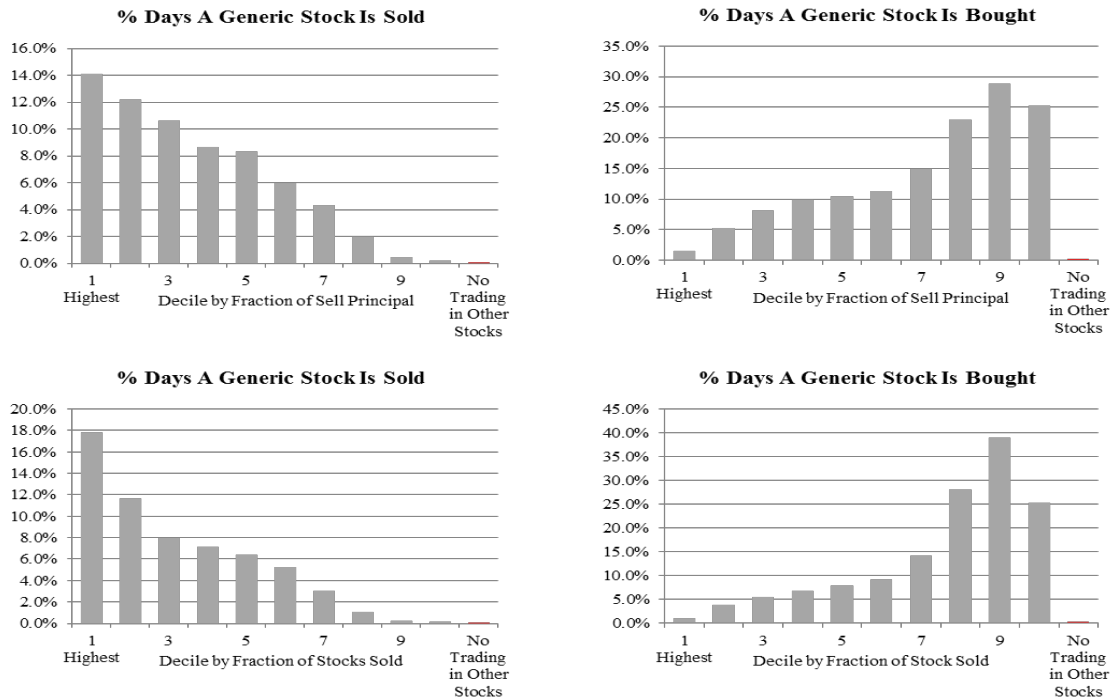 % Days A Generic Stock Is Sold
16.0%
14.0%
12.0%
10.0%
8.0%
6.0%
4.0%
2.0%
0.0%
1 3 5 7 9 No
Highest Decile by Fraction of Sell Principal Trading
in Other
Stocks
% Days A Generic Stock Is Bought
35.0%
30.0%
25.0%
20.0%
15.0%
10.0%
5.0%
0.0%
1 3 5 7 9 No
Highest Decile by Fraction of Sell Principal Trading
in Other
Stocks
% Days A Generic Stock Is Sold
20.0%
18.0%
16.0%
14.0%
12.0%
10.0%
8.0%
6.0%
4.0%
2.0%
0.0%
1 3 5 7 9 No
Highest Decile by Fraction of Stocks Sold Trading
in Other
Stocks
% Days A Generic Stock Is Bought
45.0%
40.0%
35.0%
30.0%
25.0%
20.0%
15.0%
10.0%
5.0%
0.0%
1 3 5 7 9 No
Highest Decile by Fraction of Stock Sold Trading
in Other
Stocks